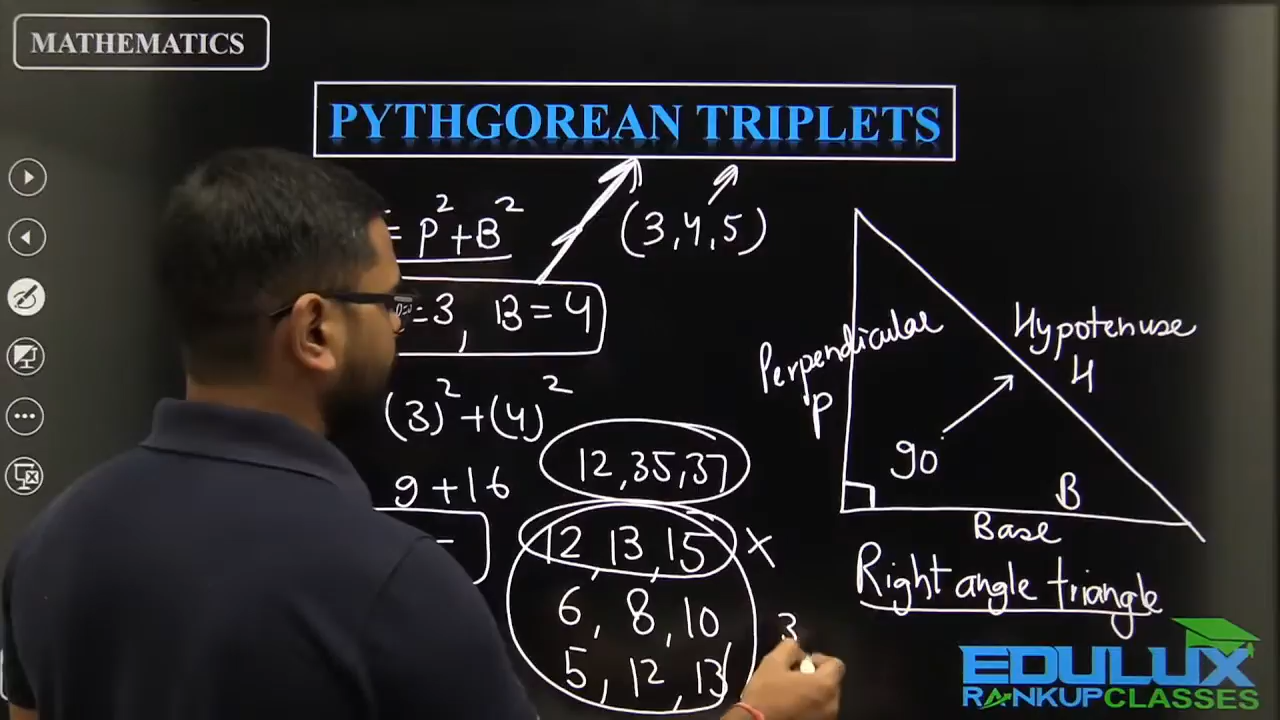 MATHEMATICS
PYTHGOREAN TRIPLETS
= P² + B²
(3,4,5)
=3, B = 4
(3)² + (4)²
9 + 16
12,35,37
12,13,15 ×
6, 8, 10,
5, 12, 13
3
Perpendicular
P
Hypotenuse
H
90
B
Base
Right angle triangle
EDULUX
RANKUPCLASSES